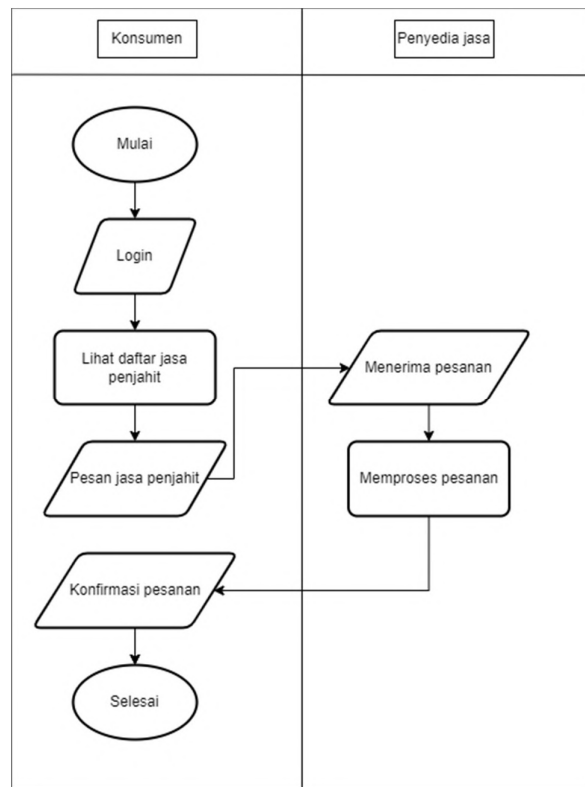 Konsumen
Penyedia jasa
Mulai
Login
Lihat daftar jasa
penjahit
Menerima pesanan
Pesan jasa penjahit
Memproses pesanan
Konfirmasi pesanan
Selesai